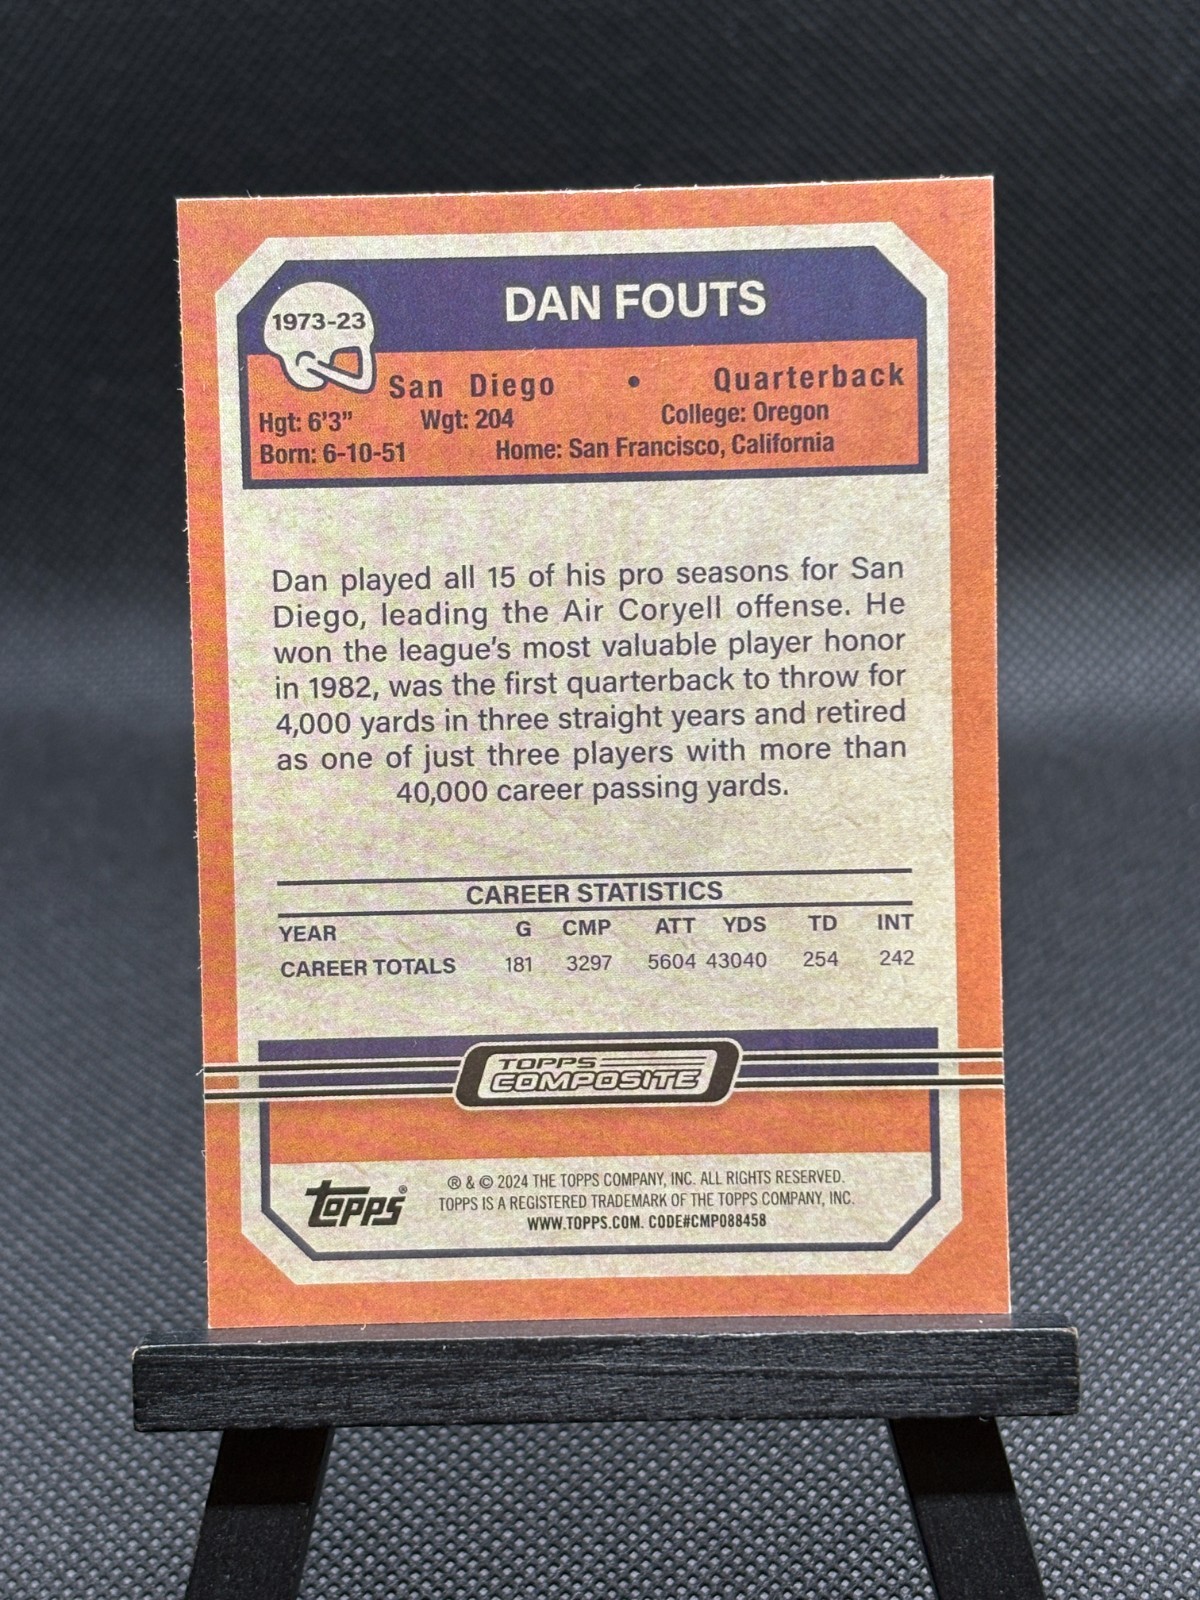 1973-23
DAN FOUTS
San Diego • Quarterback
Hgt: 6'3" Wgt: 204 College: Oregon
Born: 6-10-51 Home: San Francisco, California
Dan played all 15 of his pro seasons for San
Diego, leading the Air Coryell offense. He
won the league's most valuable player honor
in 1982, was the first quarterback to throw for
4,000 yards in three straight years and retired
as one of just three players with more than
40,000 career passing yards.
CAREER STATISTICS
YEAR G CMP ATT YDS TD INT
CAREER TOTALS 181 3297 5604 43040 254 242
TOPPS
COMPOSITE
topps®
® & © 2024 THE TOPPS COMPANY, INC. ALL RIGHTS RESERVED.
TOPPS IS A REGISTERED TRADEMARK OF THE TOPPS COMPANY, INC.
WWW.TOPPS.COM. CODE#CMP088458